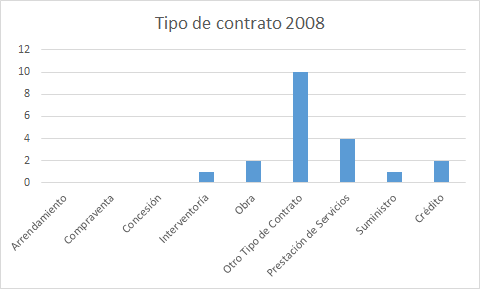 Tipo de contrato 2008
12
10
8
6
4
2
0
Arrendamiento
Compraventa
Concesión
Interventoría
Obra
Otro Tipo de Contrato
Prestación de Servicios
Suministro
Crédito